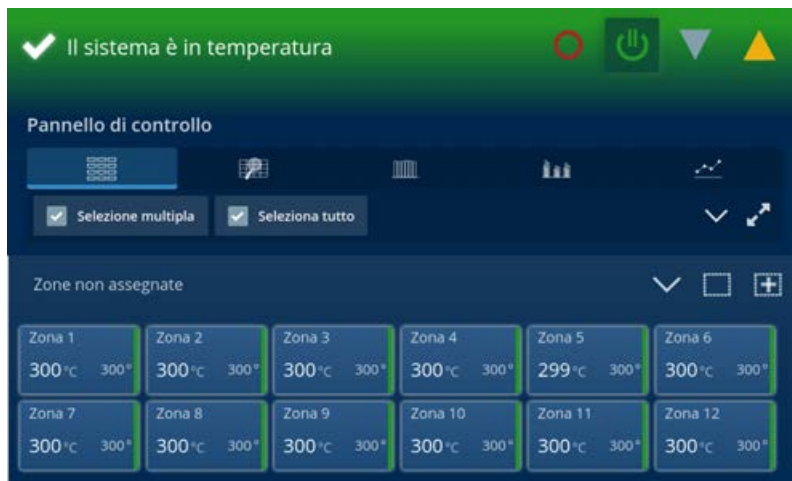 Il sistema è in temperatura
Pannello di controllo
Selezione multipla Seleziona tutto
Zone non assegnate
Zona 1 Zona 2 Zona 3 Zona 4 Zona 5 Zona 6
300°C 300° 300°C 300° 300°C 300° 300°C 300° 299°C 300° 300°C 300°
Zona 7 Zona 8 Zona 9 Zona 10 Zona 11 Zona 12
300°C 300° 300°C 300° 300°C 300° 300°C 300° 300°C 300° 300°C 300°